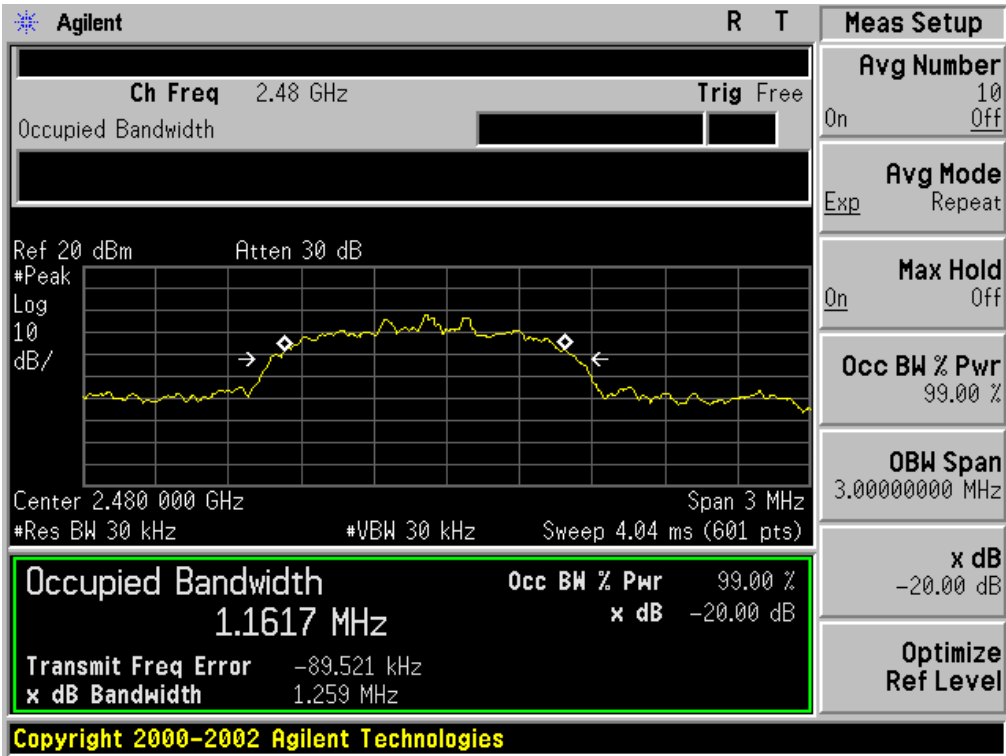 Agilent R T
Ch Freq 2.48 GHz Trig Free
Occupied Bandwidth
Ref 20 dBm Atten 30 dB
#Peak
Log
10
dB/
Center 2.480 000 GHz Span 3 MHz
#Res BW 30 kHz #VBW 30 kHz Sweep 4.04 ms (601 pts)
Occupied Bandwidth Occ BW % Pwr 99.00 %
1.1617 MHz x dB -20.00 dB
Transmit Freq Error -89.521 kHz
x dB Bandwidth 1.259 MHz
Copyright 2000-2002 Agilent Technologies
Meas Setup
Avg Number
10
On Off
Avg Mode
Exp Repeat
Max Hold
On Off
Occ BW % Pwr
99.00 %
OBW Span
3.00000000 MHz
x dB
-20.00 dB
Optimize
Ref Level